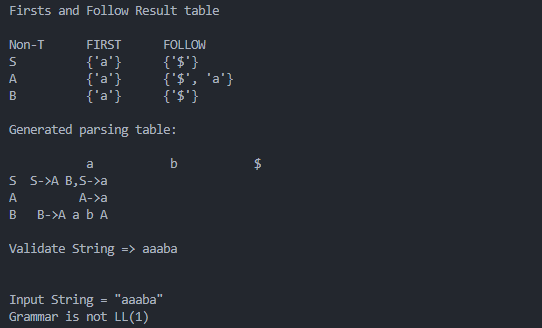 Firsts and Follow Result table
Non-T FIRST FOLLOW
S {'a'} {'$'}
A {'a'} {'$', 'a'}
B {'a'} {'$'}
Generated parsing table:
a b $
S S->A B,S->a
A A->a
B B->A a b A
Validate String => aaaba
Input String = "aaaba"
Grammar is not LL(1)